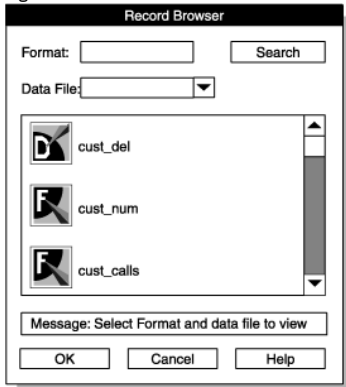 Record Browser
Format: Search
Data File:
D cust_del
F cust_num
F cust_calls
Message: Select Format and data file to view
OK Cancel Help